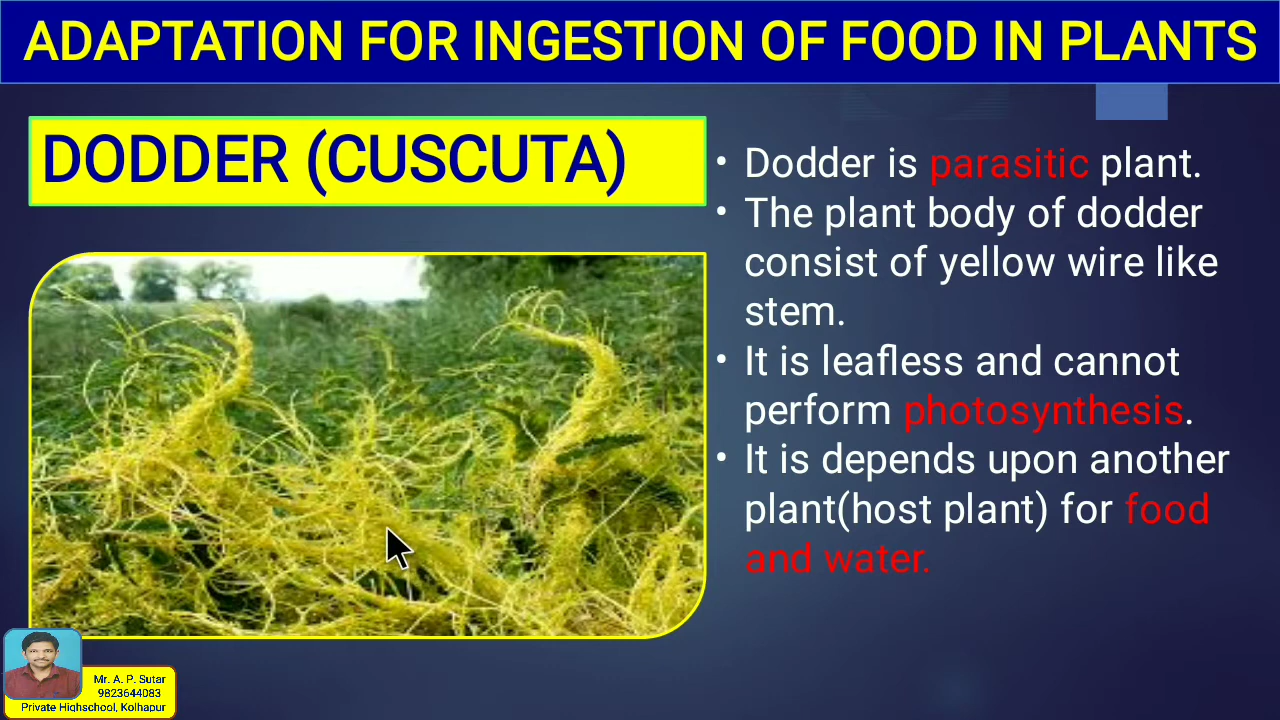 ADAPTATION FOR INGESTION OF FOOD IN PLANTS
DODDER (CUSCUTA)
• Dodder is parasitic plant.
• The plant body of dodder
consist of yellow wire like
stem.
• It is leafless and cannot
perform photosynthesis.
• It is depends upon another
plant(host plant) for food
and water.
Mr. A. P. Sutar
9823644083
Private Highschool, Kolhapur